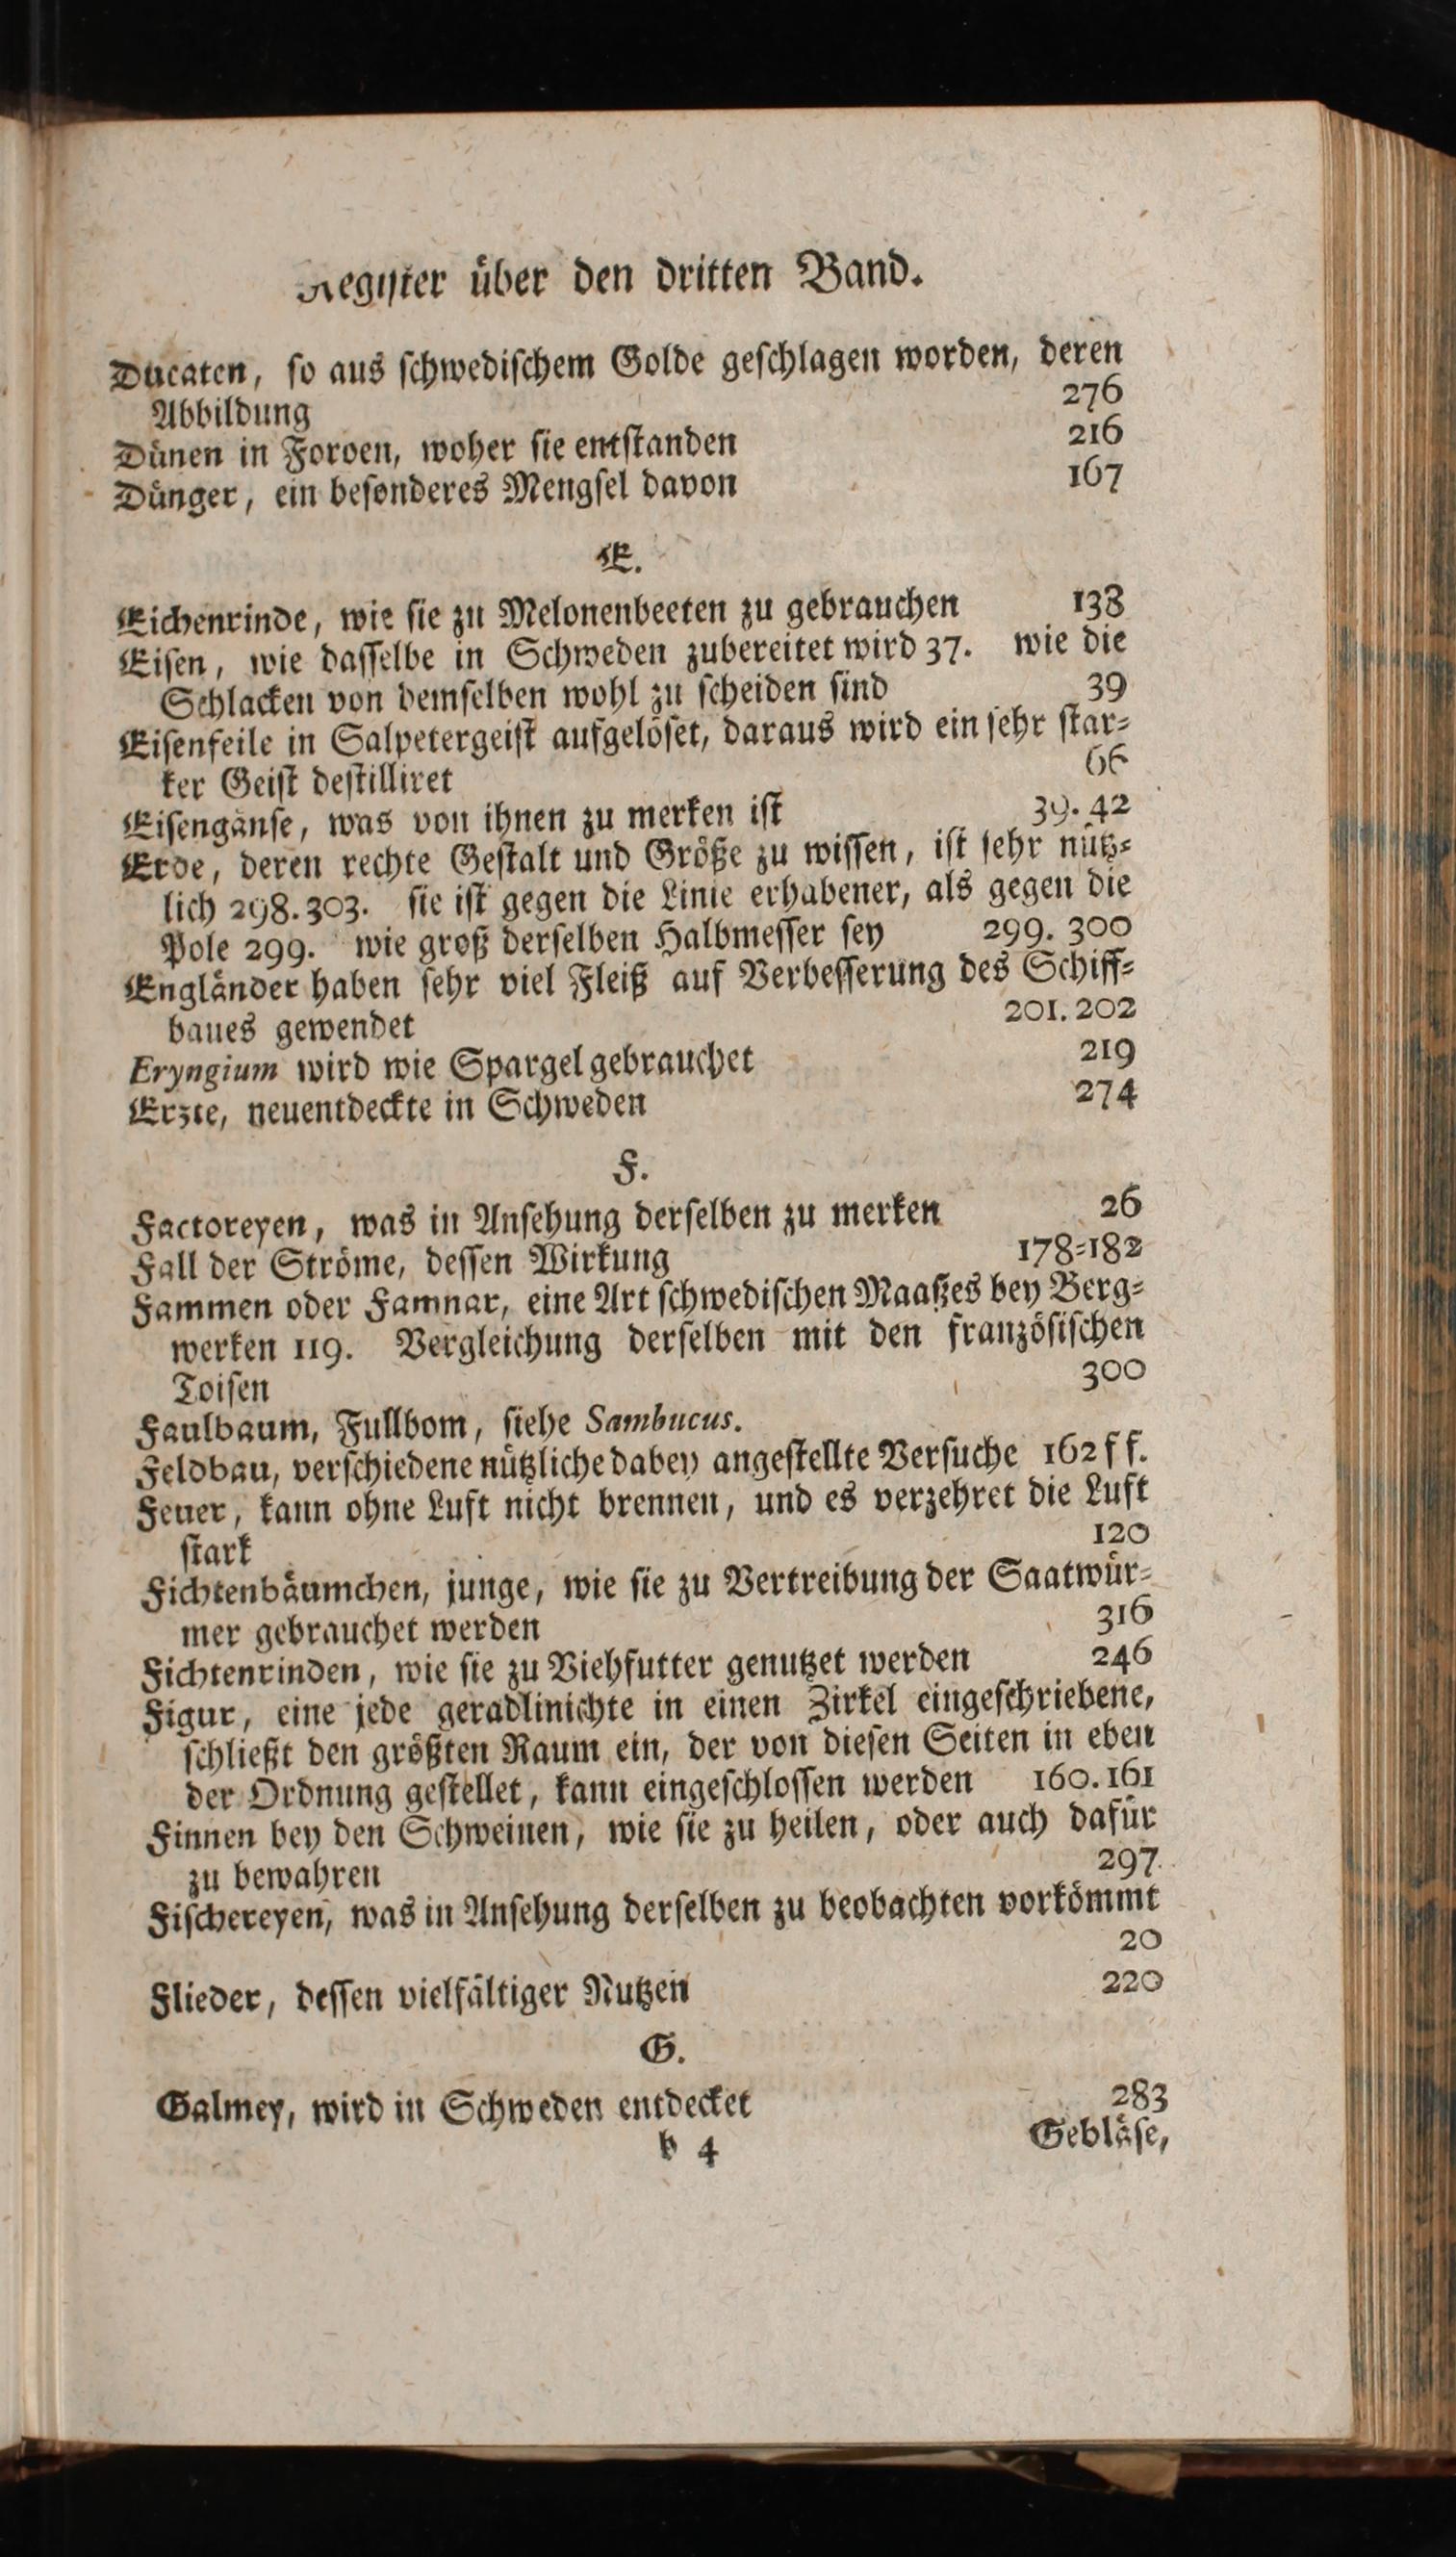 Regiſter über den dritten Band.
Ducaten, ſo aus ſchwediſchem Golde geſchlagen worden, deren
Abbildung 276
Dünen in Foroen, woher ſie entſtanden 216
Dünger, ein beſonderes Mengſel davon 167
E.
Eichenrinde, wie ſie zu Melonenbeeten zu gebrauchen 138
Eiſen, wie daſſelbe in Schweden zubereitet wird 37. wie die
Schlacken von demſelben wohl zu ſcheiden ſind 39
Eiſenfeile in Salpetergeiſt aufgelöſet, daraus wird ein ſehr ſtar⸗
ker Geiſt deſtilliret 66
Eiſengänſe, was von ihnen zu merken iſt 39. 42
Erde, deren rechte Geſtalt und Größe zu wiſſen, iſt ſehr nütz⸗
lich 298. 303. ſie iſt gegen die Linie erhabener, als gegen die
Pole 299. wie groß derſelben Halbmeſſer ſey 299. 300
Engländer haben ſehr viel Fleiß auf Verbeſſerung des Schiff⸗
baues gewendet 201. 202
Eryngium wird wie Spargel gebrauchet 219
Erzte, neuentdeckte in Schweden 274
F.
Factoreyen, was in Anſehung derſelben zu merken 26
Fall der Ströme, deſſen Wirkung 178⸗182
Fammen oder Famnar, eine Art ſchwediſchen Maaßes bey Berg⸗
werken 119. Vergleichung derſelben mit den franzöſiſchen
Toiſen 300
Faulbaum, Fullbom, ſiehe Sambucus.
Feldbau, verſchiedene nützliche dabey angeſtellte Verſuche 162 f f.
Feuer, kann ohne Luft nicht brennen, und es verzehret die Luft
ſtark 120
Fichtenbäumchen, junge, wie ſie zu Vertreibung der Saatwür⸗
mer gebrauchet werden 316
Fichtenrinden, wie ſie zu Viehfutter genutzet werden 246
Figur, eine jede geradlinichte in einen Zirkel eingeſchriebene,
ſchließt den größten Raum ein, der von dieſen Seiten in eben
der Ordnung geſtellet, kann eingeſchloſſen werden 160. 161
Finnen bey den Schweinen, wie ſie zu heilen, oder auch dafür
zu bewahren 297
Fiſchereyen, was in Anſehung derſelben zu beobachten vorkömmt
20
Flieder, deſſen vielfältiger Nutzen 220
G.
Galmey, wird in Schweden entdecket 283
b 4 Gebläſe,